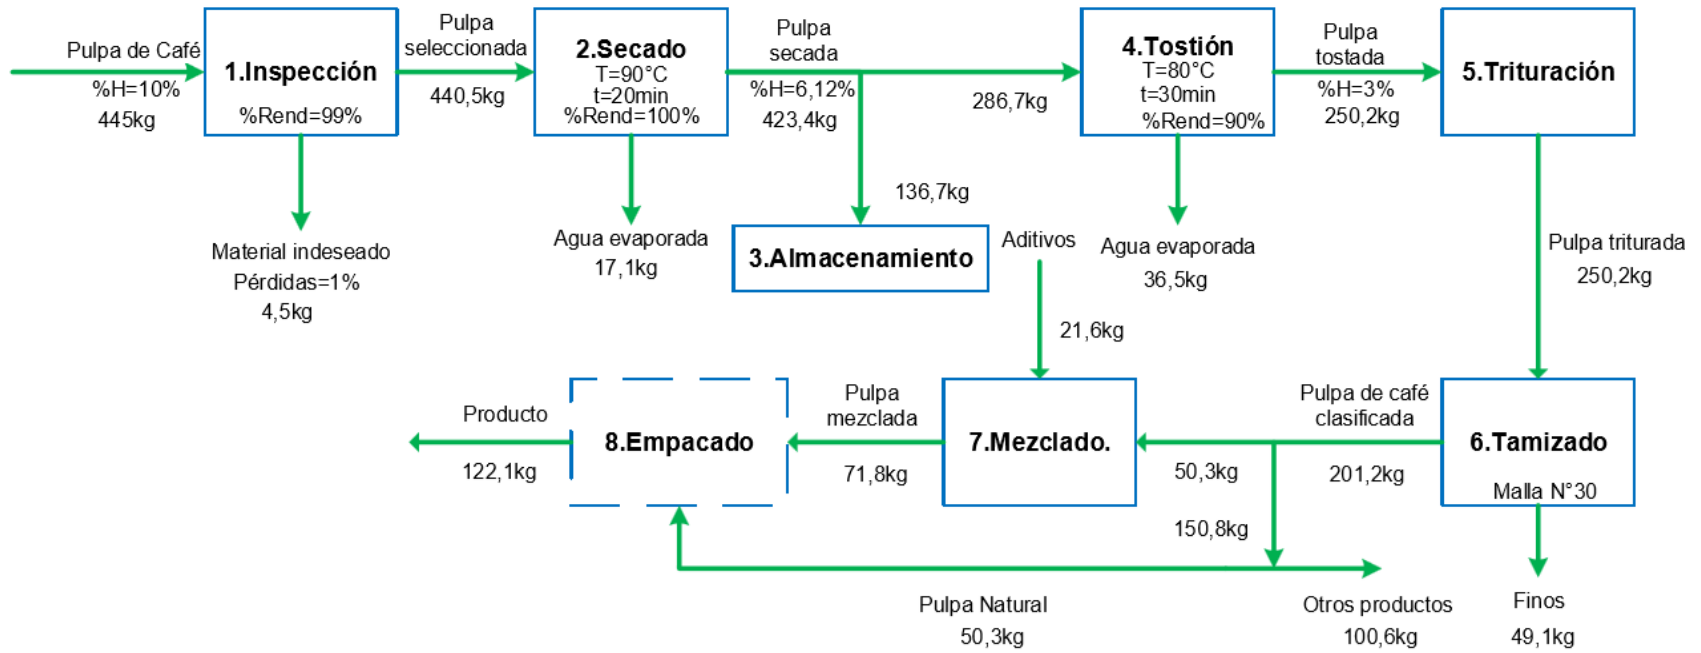 Pulpa de Café
%H=10%
445kg
1.Inspección
%Rend=99%
Material indeseado
Pérdidas=1%
4,5kg
Pulpa
seleccionada
440,5kg
2.Secado
T=90°C
t=20min
%Rend=100%
Agua evaporada
17,1kg
Pulpa
secada
%H=6,12%
423,4kg
136,7kg
3.Almacenamiento
286,7kg
4.Tostión
T=80°C
t=30min
%Rend=90%
Agua evaporada
36,5kg
Pulpa
tostada
%H=3%
250,2kg
5.Trituración
Pulpa triturada
250,2kg
6.Tamizado
Malla N°30
Finos
49,1kg
Pulpa de café
clasificada
201,2kg
50,3kg
150,8kg
Otros productos
100,6kg
Pulpa Natural
50,3kg
Aditivos
21,6kg
7.Mezclado.
Pulpa
mezclada
71,8kg
8.Empacado
Producto
122,1kg